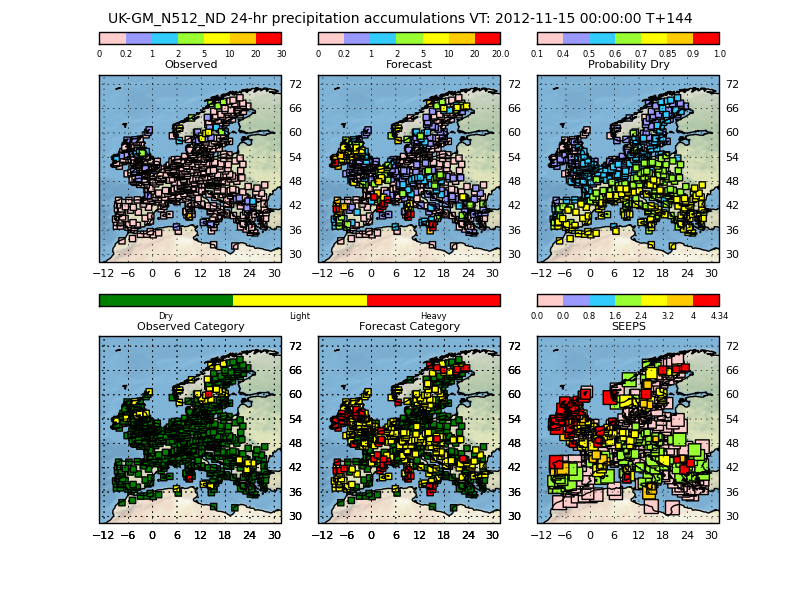 UK-GM_N512_ND 24-hr precipitation accumulations VT: 2012-11-15 00:00:00 T+144
0 0.2 1 2 5 10 20 30
0 0.2 1 2 5 10 20 20.0
0.1 0.4 0.5 0.6 0.7 0.85 0.9 1.0
Observed
Forecast
Probability Dry
72 72 72
66 66 66
60 60 60
54 54 54
48 48 48
42 42 42
36 36 36
30 30 30
−12 −6 0 6 12 18 24 30
−12 −6 0 6 12 18 24 30
−12 −6 0 6 12 18 24 30
Dry Light Heavy
0.0 0.0 0.8 1.6 2.4 3.2 4 4.34
Observed Category
Forecast Category
SEEPS
72 72 72
66 66 66
60 60 60
54 54 54
48 48 48
42 42 42
36 36 36
30 30 30
−12 −6 0 6 12 18 24 30
−12 −6 0 6 12 18 24 30
−12 −6 0 6 12 18 24 30